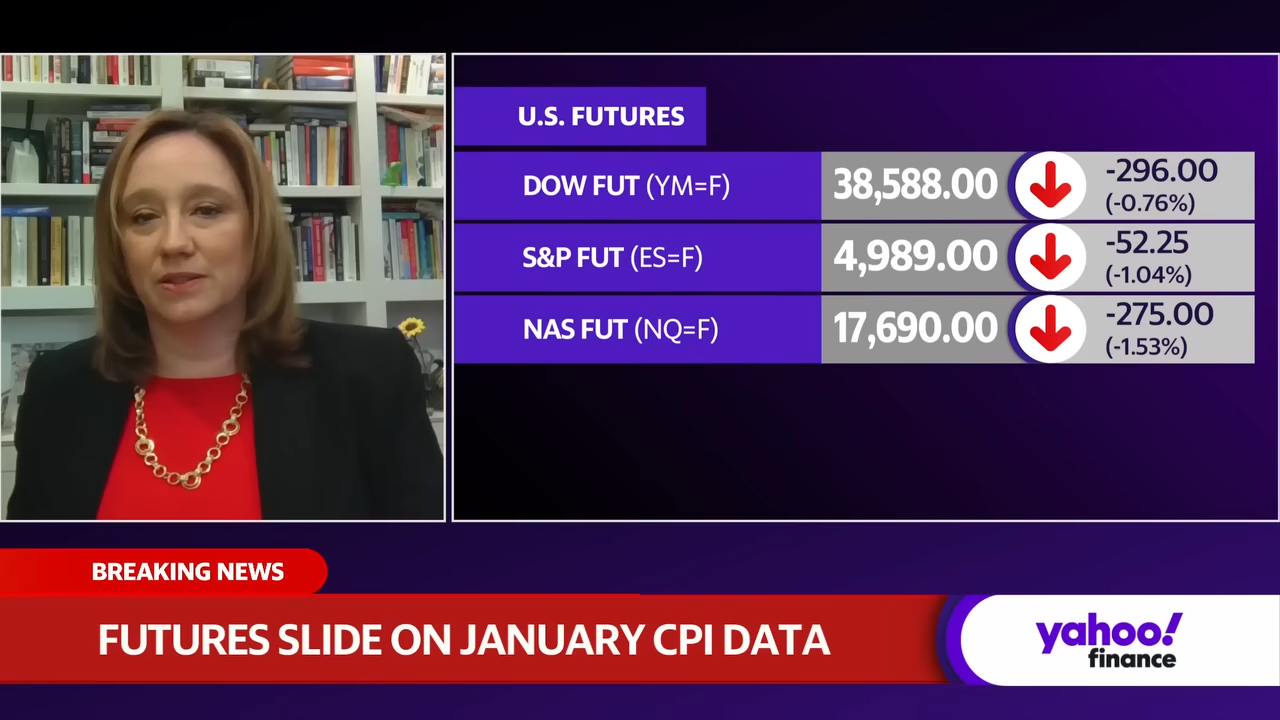 U.S. FUTURES
DOW FUT (YM=F) 38,588.00 -296.00
(-0.76%)
S&P FUT (ES=F) 4,989.00 -52.25
(-1.04%)
NAS FUT (NQ=F) 17,690.00 -275.00
(-1.53%)
BREAKING NEWS
FUTURES SLIDE ON JANUARY CPI DATA
yahoo!
finance